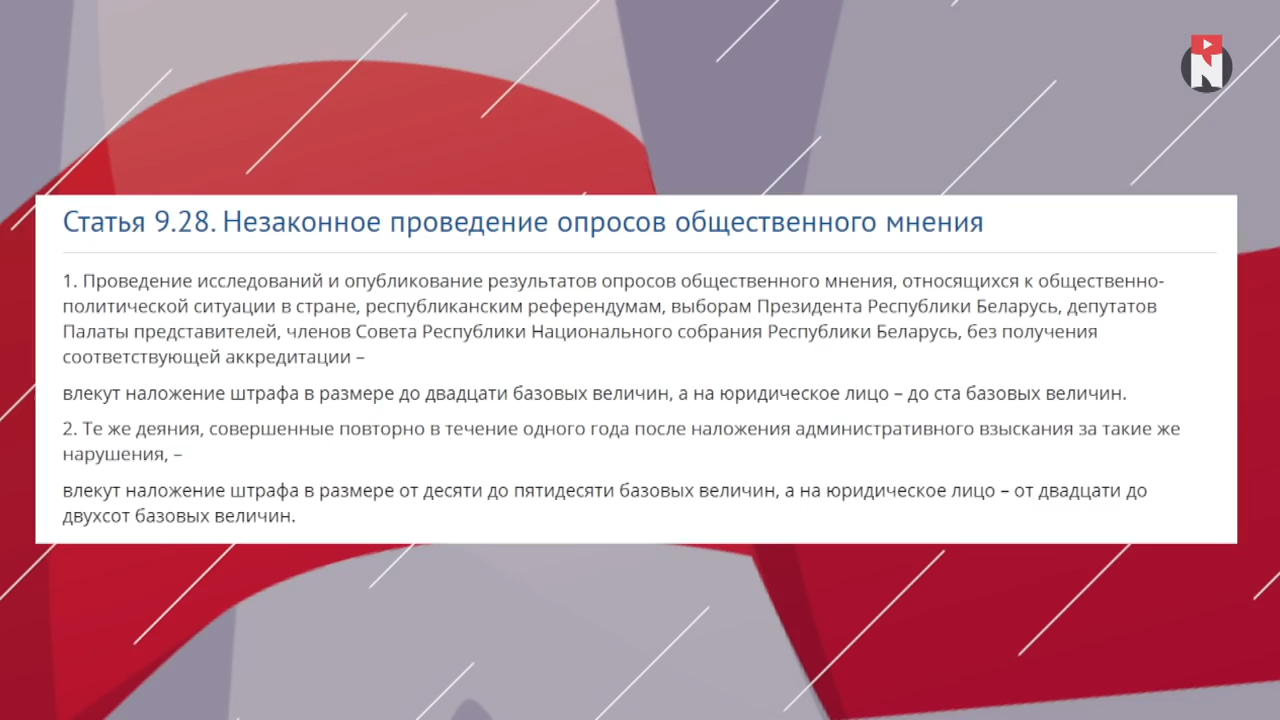 N
Статья 9.28. Незаконное проведение опросов общественного мнения
1. Проведение исследований и опубликование результатов опросов общественного мнения, относящихся к общественно-
политической ситуации в стране, республиканским референдумам, выборам Президента Республики Беларусь, депутатов
Палаты представителей, членов Совета Республики Национального собрания Республики Беларусь, без получения
соответствующей аккредитации –
влекут наложение штрафа в размере до двадцати базовых величин, а на юридическое лицо – до ста базовых величин.
2. Те же деяния, совершенные повторно в течение одного года после наложения административного взыскания за такие же
нарушения, –
влекут наложение штрафа в размере от десяти до пятидесяти базовых величин, а на юридическое лицо – от двадцати до
двухсот базовых величин.